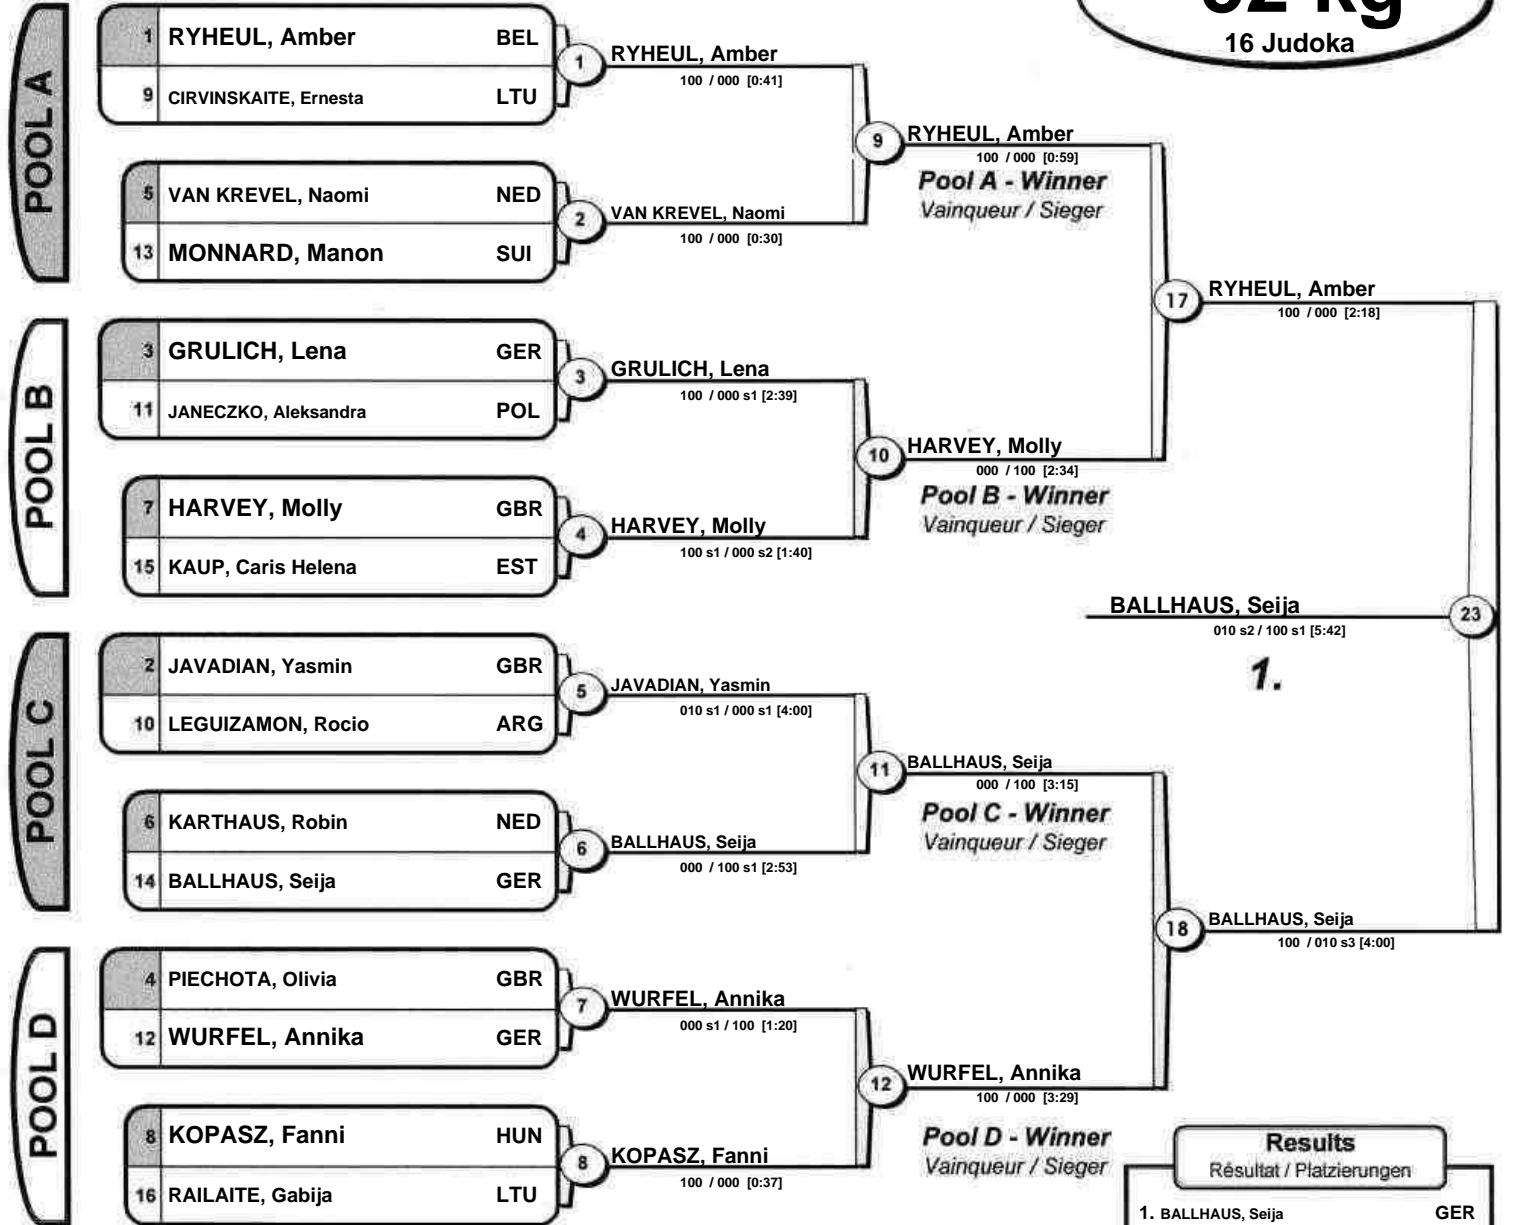 16 Judoka
POOL A
1 RYHEUL, Amber BEL
9 CIRVINSKAITE, Ernesta LTU
5 VAN KREVEL, Naomi NED
13 MONNARD, Manon SUI
1 RYHEUL, Amber
100 / 000 [0:41]
2 VAN KREVEL, Naomi
100 / 000 [0:30]
9 RYHEUL, Amber
100 / 000 [0:59]
Pool A - Winner
Vainqueur / Sieger
POOL B
3 GRULICH, Lena GER
11 JANECZKO, Aleksandra POL
7 HARVEY, Molly GBR
15 KAUP, Caris Helena EST
3 GRULICH, Lena
100 / 000 s1 [2:39]
4 HARVEY, Molly
100 s1 / 000 s2 [1:40]
10 HARVEY, Molly
000 / 100 [2:34]
Pool B - Winner
Vainqueur / Sieger
17 RYHEUL, Amber
100 / 000 [2:18]
POOL C
2 JAVADIAN, Yasmin GBR
10 LEGUIZAMON, Rocio ARG
6 KARTHAUS, Robin NED
14 BALLHAUS, Seija GER
5 JAVADIAN, Yasmin
010 s1 / 000 s1 [4:00]
6 BALLHAUS, Seija
000 / 100 s1 [2:53]
11 BALLHAUS, Seija
000 / 100 [3:15]
Pool C - Winner
Vainqueur / Sieger
POOL D
4 PIECHOTA, Olivia GBR
12 WURFEL, Annika GER
8 KOPASZ, Fanni HUN
16 RAILAITE, Gabija LTU
7 WURFEL, Annika
000 s1 / 100 [1:20]
8 KOPASZ, Fanni
100 / 000 [0:37]
12 WURFEL, Annika
100 / 000 [3:29]
Pool D - Winner
Vainqueur / Sieger
18 BALLHAUS, Seija
100 / 010 s3 [4:00]
BALLHAUS, Seija 23
010 s2 / 100 s1 [5:42]
1.
Results
Résultat / Platzierungen
1. BALLHAUS, Seija GER